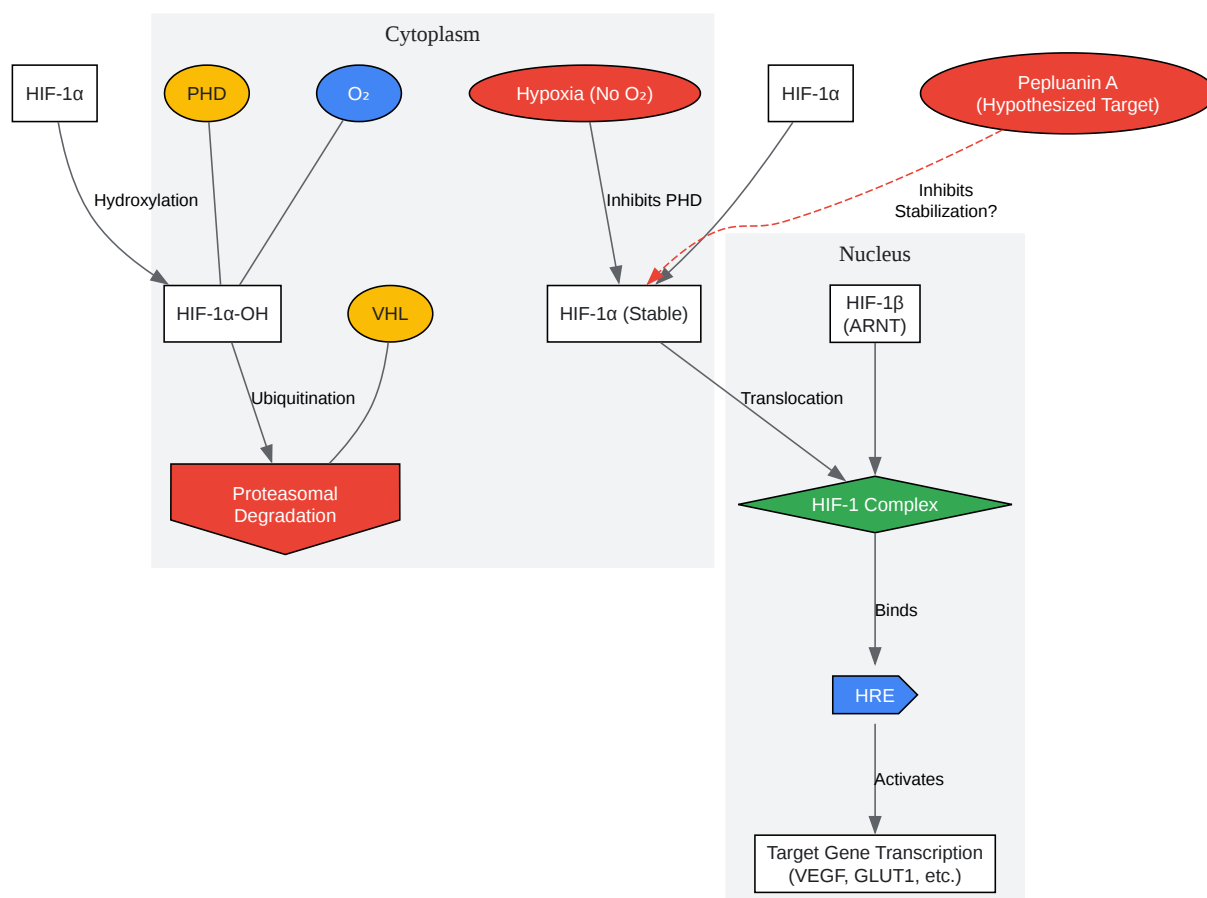 Cytoplasm
HIF-1α
PHD
O₂
Hypoxia (No O₂)
HIF-1α
Pepluanin A
(Hypothesized Target)
Hydroxylation
Inhibits PHD
Inhibits
Stabilization?
Nucleus
HIF-1α-OH
VHL
HIF-1α (Stable)
HIF-1β
(ARNT)
Ubiquitination
Translocation
Proteasomal
Degradation
HIF-1 Complex
Binds
HRE
Activates
Target Gene Transcription
(VEGF, GLUT1, etc.)